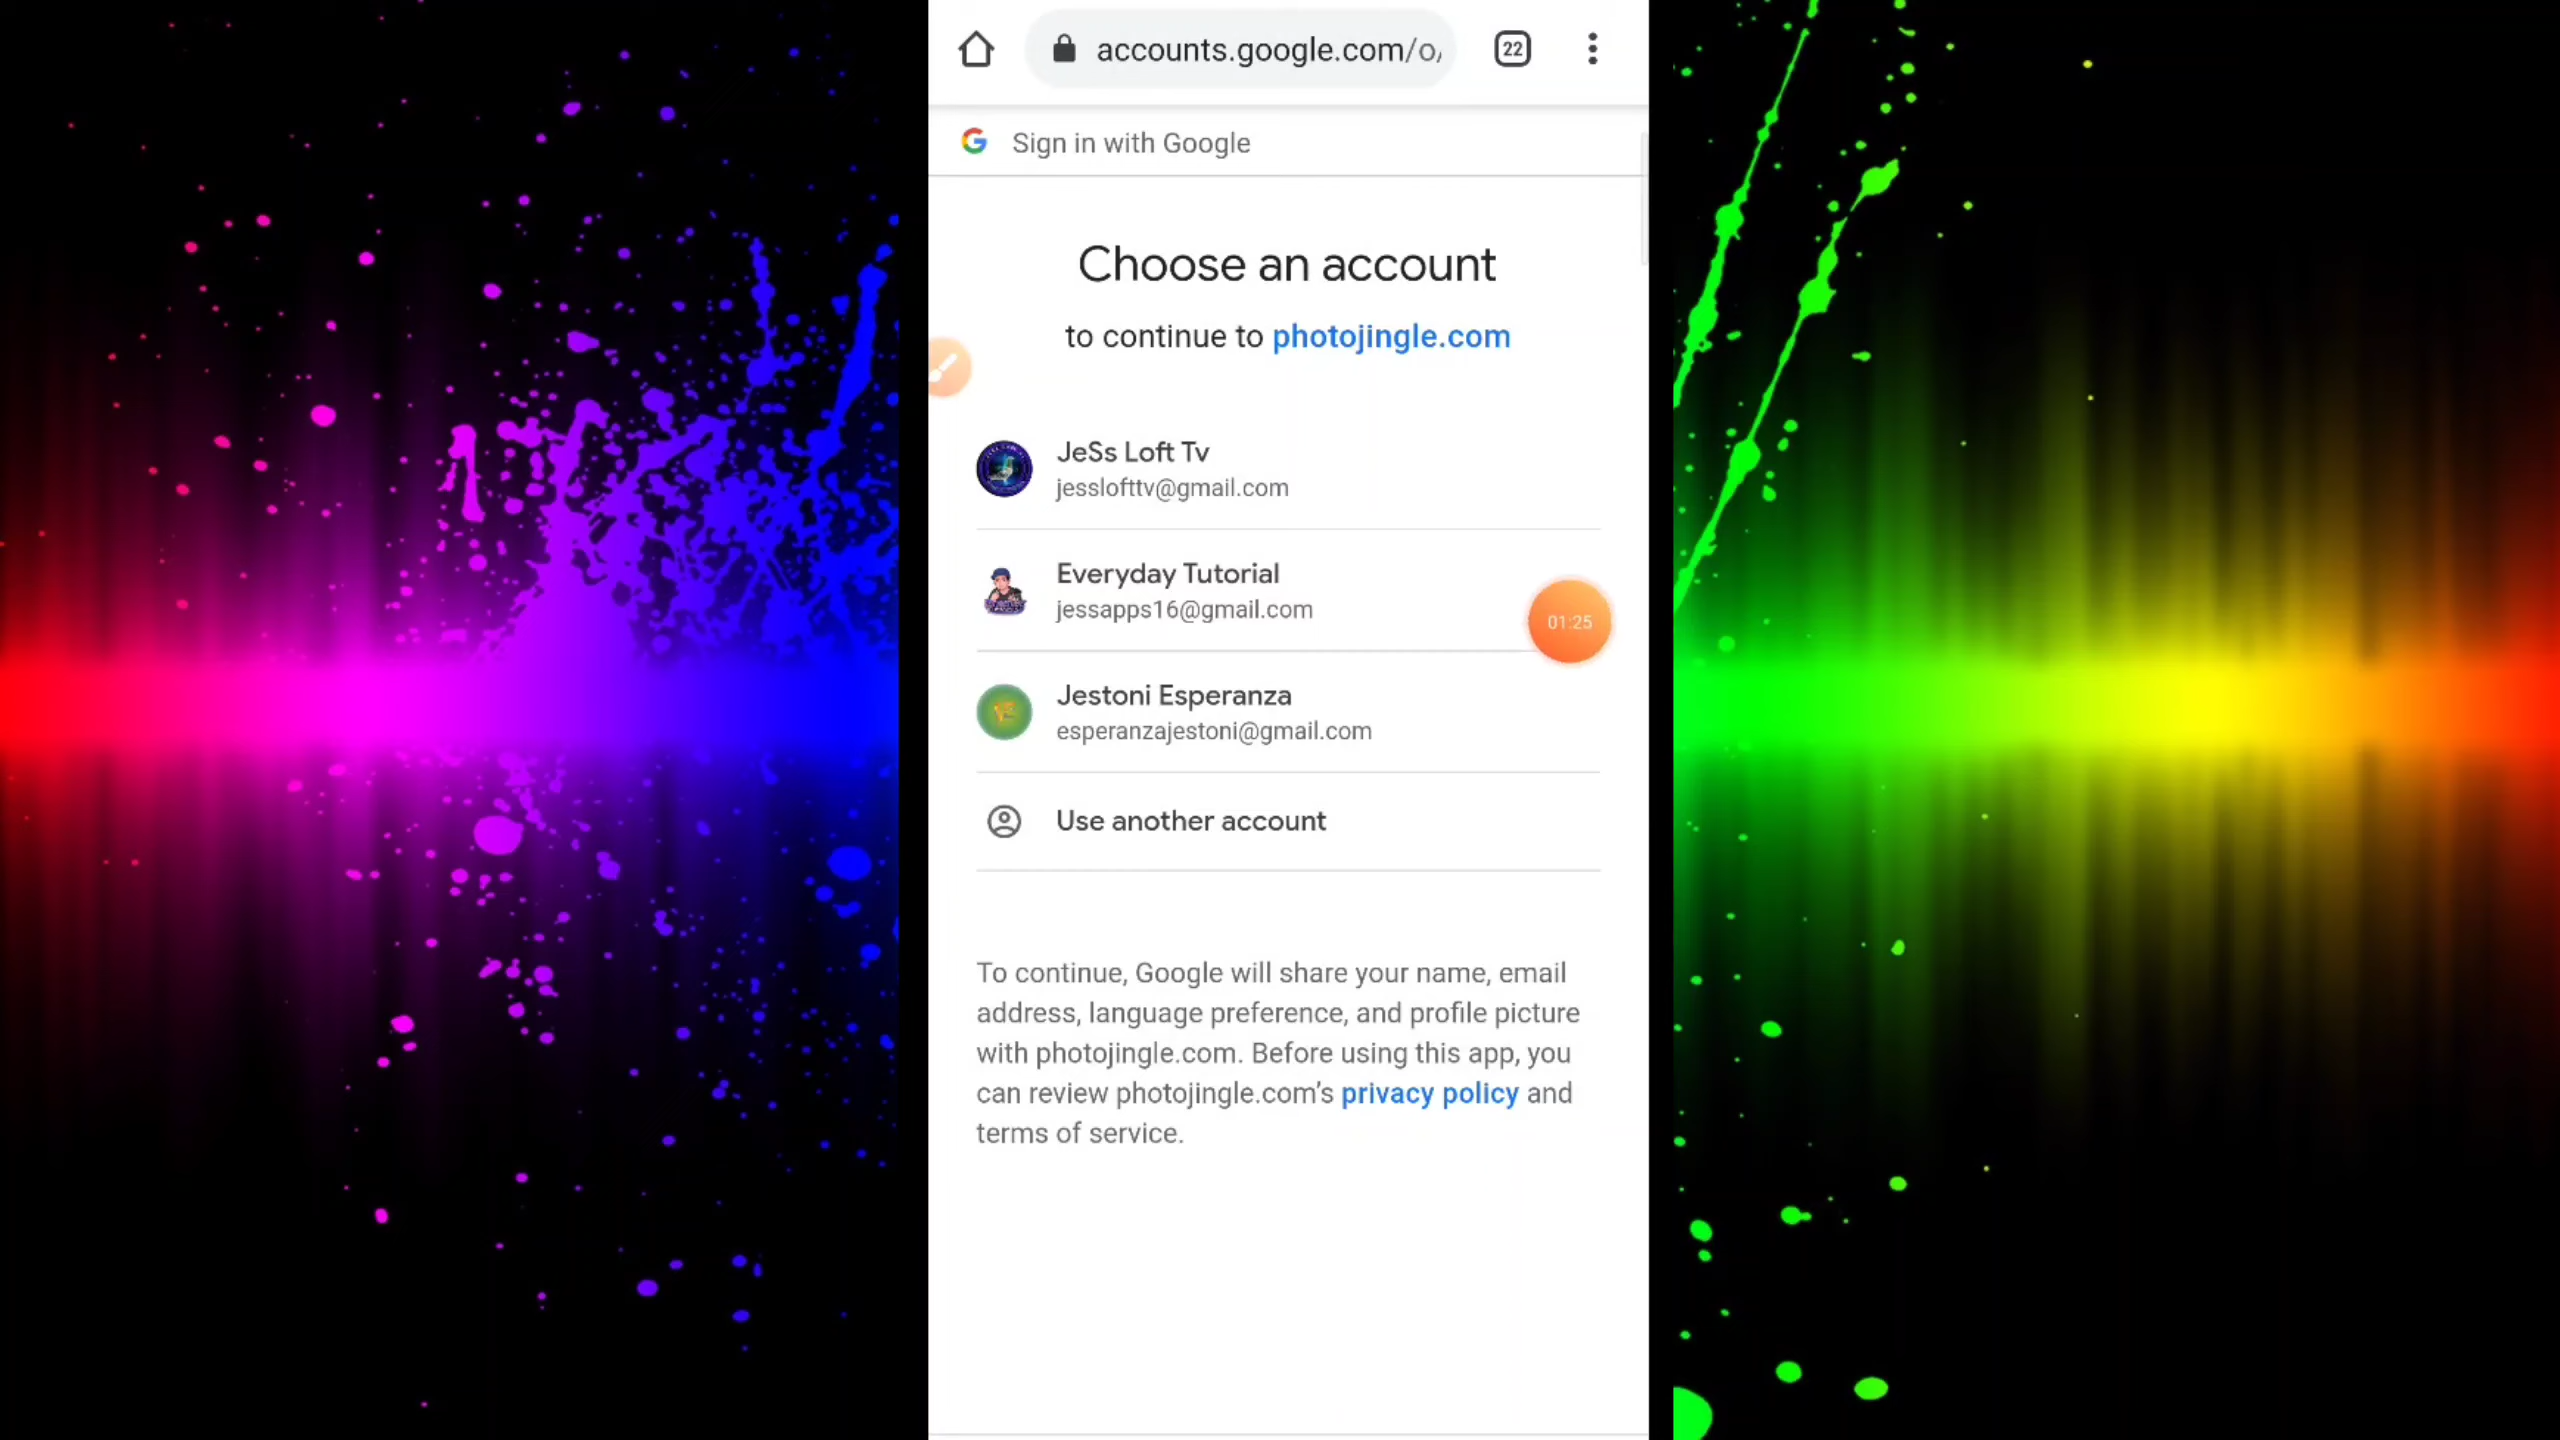 accounts.google.com/o/
22
Sign in with Google
Choose an account
to continue to photojingle.com
JeSs Loft Tv
jesslofttv@gmail.com
Everyday Tutorial
jessapps16@gmail.com
01:25
Jestoni Esperanza
esperanzajestoni@gmail.com
Use another account
To continue, Google will share your name, email
address, language preference, and profile picture
with photojingle.com. Before using this app, you
can review photojingle.com’s privacy policy and
terms of service.